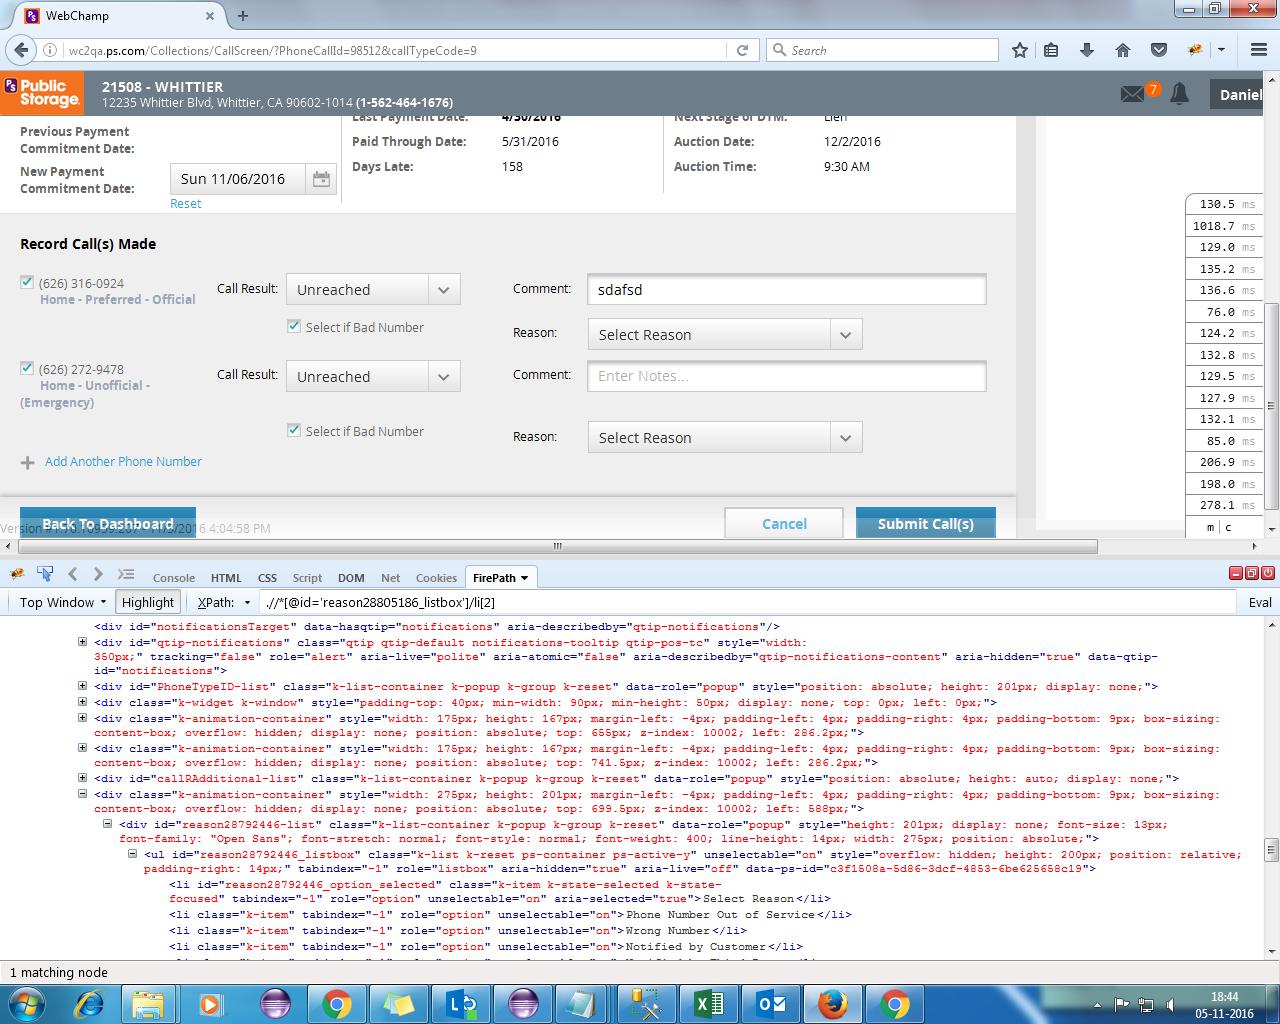 WebChamp
wc2qa.ps.com/Collections/CallScreen/?PhoneCallId=98512&callTypeCode=9
Search
Public Storage
21508 - WHITTIER
12235 Whittier Blvd, Whittier, CA 90602-1014 (1-562-464-1676)
7
Daniel
Previous Payment
Commitment Date:
New Payment
Commitment Date:
Sun 11/06/2016
Reset
Last Payment Date: 4/30/2016
Paid Through Date: 5/31/2016
Days Late: 158
Next Stage or DTM: Lien
Auction Date: 12/2/2016
Auction Time: 9:30 AM
130.5 ms
1018.7 ms
129.0 ms
135.2 ms
136.6 ms
76.0 ms
124.2 ms
132.8 ms
129.5 ms
127.9 ms
132.1 ms
85.0 ms
206.9 ms
198.0 ms
278.1 ms
m | c
Record Call(s) Made
(626) 316-0924
Home - Preferred - Official
Call Result: Unreached
Comment: sdafsd
Select if Bad Number
Reason: Select Reason
(626) 272-9478
Home - Unofficial -
(Emergency)
Call Result: Unreached
Comment: Enter Notes...
Select if Bad Number
Reason: Select Reason
Add Another Phone Number
Back To Dashboard
4:04:58 PM
Cancel
Submit Call(s)
Console HTML CSS Script DOM Net Cookies FirePath
Top Window Highlight XPath: .//*[@id='reason28805186_listbox']/li[2] Eval
<div id="notificationsTarget" data-hasqtip="notifications" aria-describedby="qtip-notifications"/>
<div id="qtip-notifications" class="qtip qtip-default notifications-tooltip qtip-pos-tc" style="width:
350px;" tracking="false" role="alert" aria-live="polite" aria-atomic="false" aria-describedby="qtip-notifications-content" aria-hidden="true" data-qtip-
id="notifications">
<div id="PhoneTypeID-list" class="k-list-container k-popup k-group k-reset" data-role="popup" style="position: absolute; height: 201px; display: none;">
<div class="k-widget k-window" style="padding-top: 40px; min-width: 90px; min-height: 50px; display: none; top: 0px; left: 0px;">
<div class="k-animation-container" style="width: 175px; height: 167px; margin-left: -4px; padding-left: 4px; padding-right: 4px; padding-bottom: 9px; box-sizing:
content-box; overflow: hidden; display: none; position: absolute; top: 655px; z-index: 10002; left: 286.2px;">
<div class="k-animation-container" style="width: 175px; height: 167px; margin-left: -4px; padding-left: 4px; padding-right: 4px; padding-bottom: 9px; box-sizing:
content-box; overflow: hidden; display: none; position: absolute; top: 741.5px; z-index: 10002; left: 286.2px;">
<div id="callRAdditional-list" class="k-list-container k-popup k-group k-reset" data-role="popup" style="position: absolute; height: auto; display: none;">
<div class="k-animation-container" style="width: 275px; height: 201px; margin-left: -4px; padding-left: 4px; padding-right: 4px; padding-bottom: 9px; box-sizing:
content-box; overflow: hidden; display: none; position: absolute; top: 699.5px; z-index: 10002; left: 588px;">
<div id="reason28792446-list" class="k-list-container k-popup k-group k-reset" data-role="popup" style="height: 201px; display: none; font-size: 13px;
font-family: "Open Sans"; font-stretch: normal; font-style: normal; font-weight: 400; line-height: 14px; width: 275px; position: absolute;">
<ul id="reason28792446_listbox" class="k-list k-reset ps-container ps-active-y" unselectable="on" style="overflow: hidden; height: 200px; position: relative;
padding-right: 14px;" tabindex="-1" role="listbox" aria-hidden="true" aria-live="off" data-ps-id="c3f1508a-5d86-3dcf-4853-6be625658c19">
<li id="reason28792446_option_selected" class="k-item k-state-selected k-state-
focused" tabindex="-1" role="option" unselectable="on" aria-selected="true">Select Reason</li>
<li class="k-item" tabindex="-1" role="option" unselectable="on">Phone Number Out of Service</li>
<li class="k-item" tabindex="-1" role="option" unselectable="on">Wrong Number</li>
<li class="k-item" tabindex="-1" role="option" unselectable="on">Notified by Customer</li>
1 matching node
18:44
05-11-2016